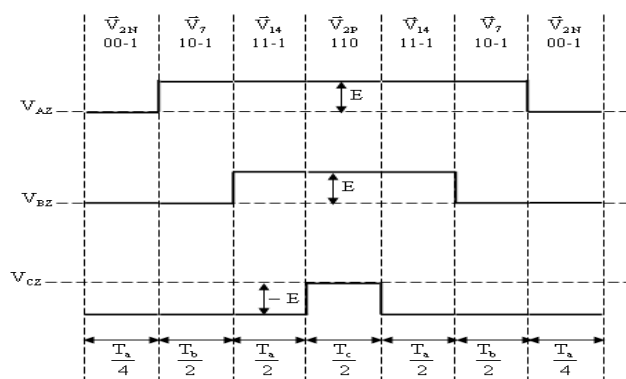 V⃗2N V⃗7 V⃗14 V⃗2P V⃗14 V⃗7 V⃗2N
00-1 10-1 11-1 110 11-1 10-1 00-1
E
VAZ
E
VBZ
VCZ
– E
Ta/4 Tb/2 Ta/2 Tc/2 Ta/2 Tb/2 Ta/4